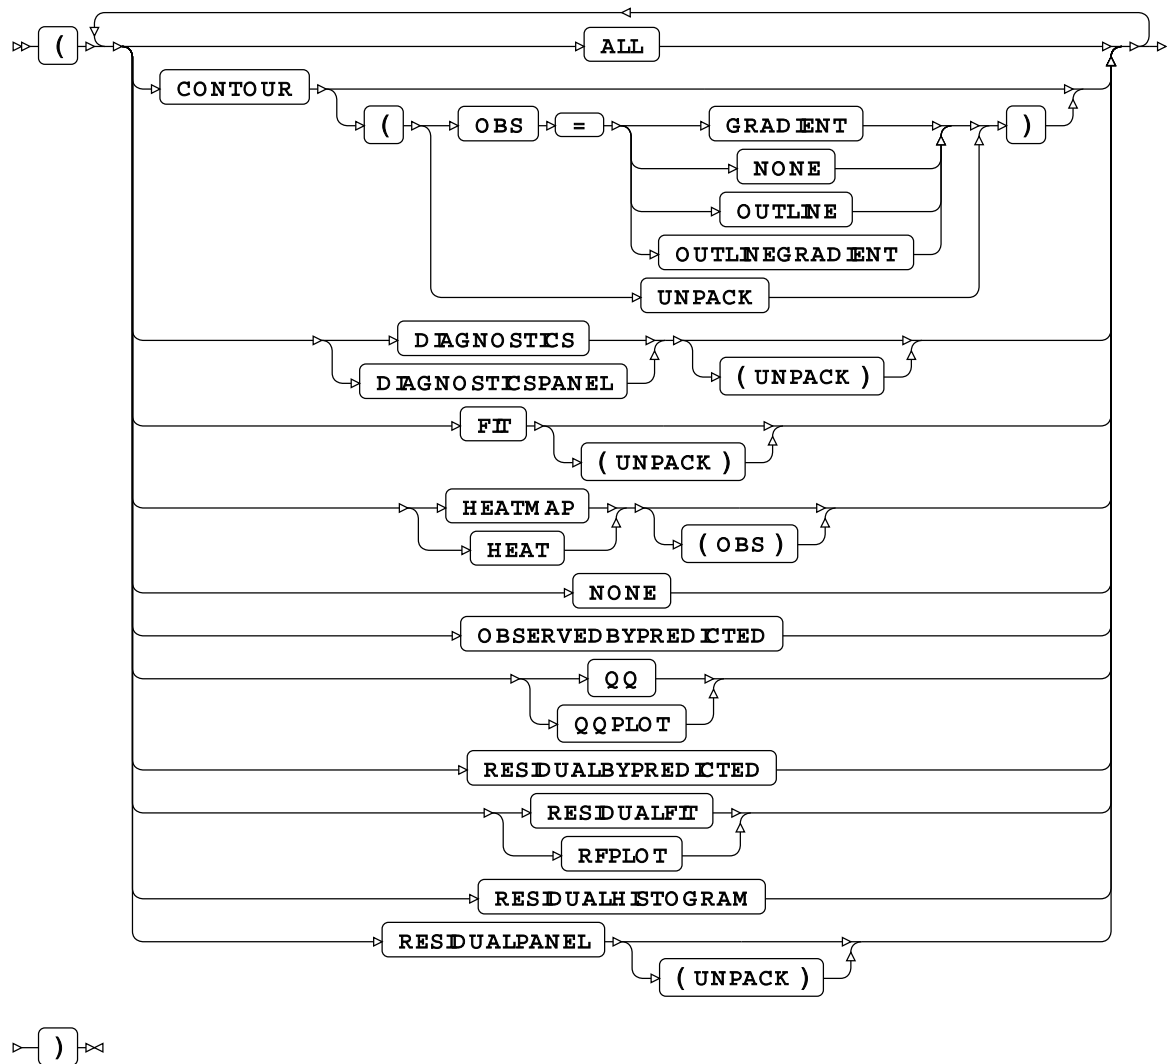 ( ALL
CONTOUR
( OBS = GRADIENT )
NONE
OUTLINE
OUTLINEGRADIENT
UNPACK
DIAGNOSTICS
DIAGNOSTICSPANEL (UNPACK)
FIT
(UNPACK)
HEATMAP
HEAT (OBS)
NONE
OBSERVEDBYPREDICTED
QQ
QQPLOT
RESIDUALBYPREDICTED
RESIDUALFIT
RFPLOT
RESIDUALHISTOGRAM
RESIDUALPANEL
(UNPACK)
)